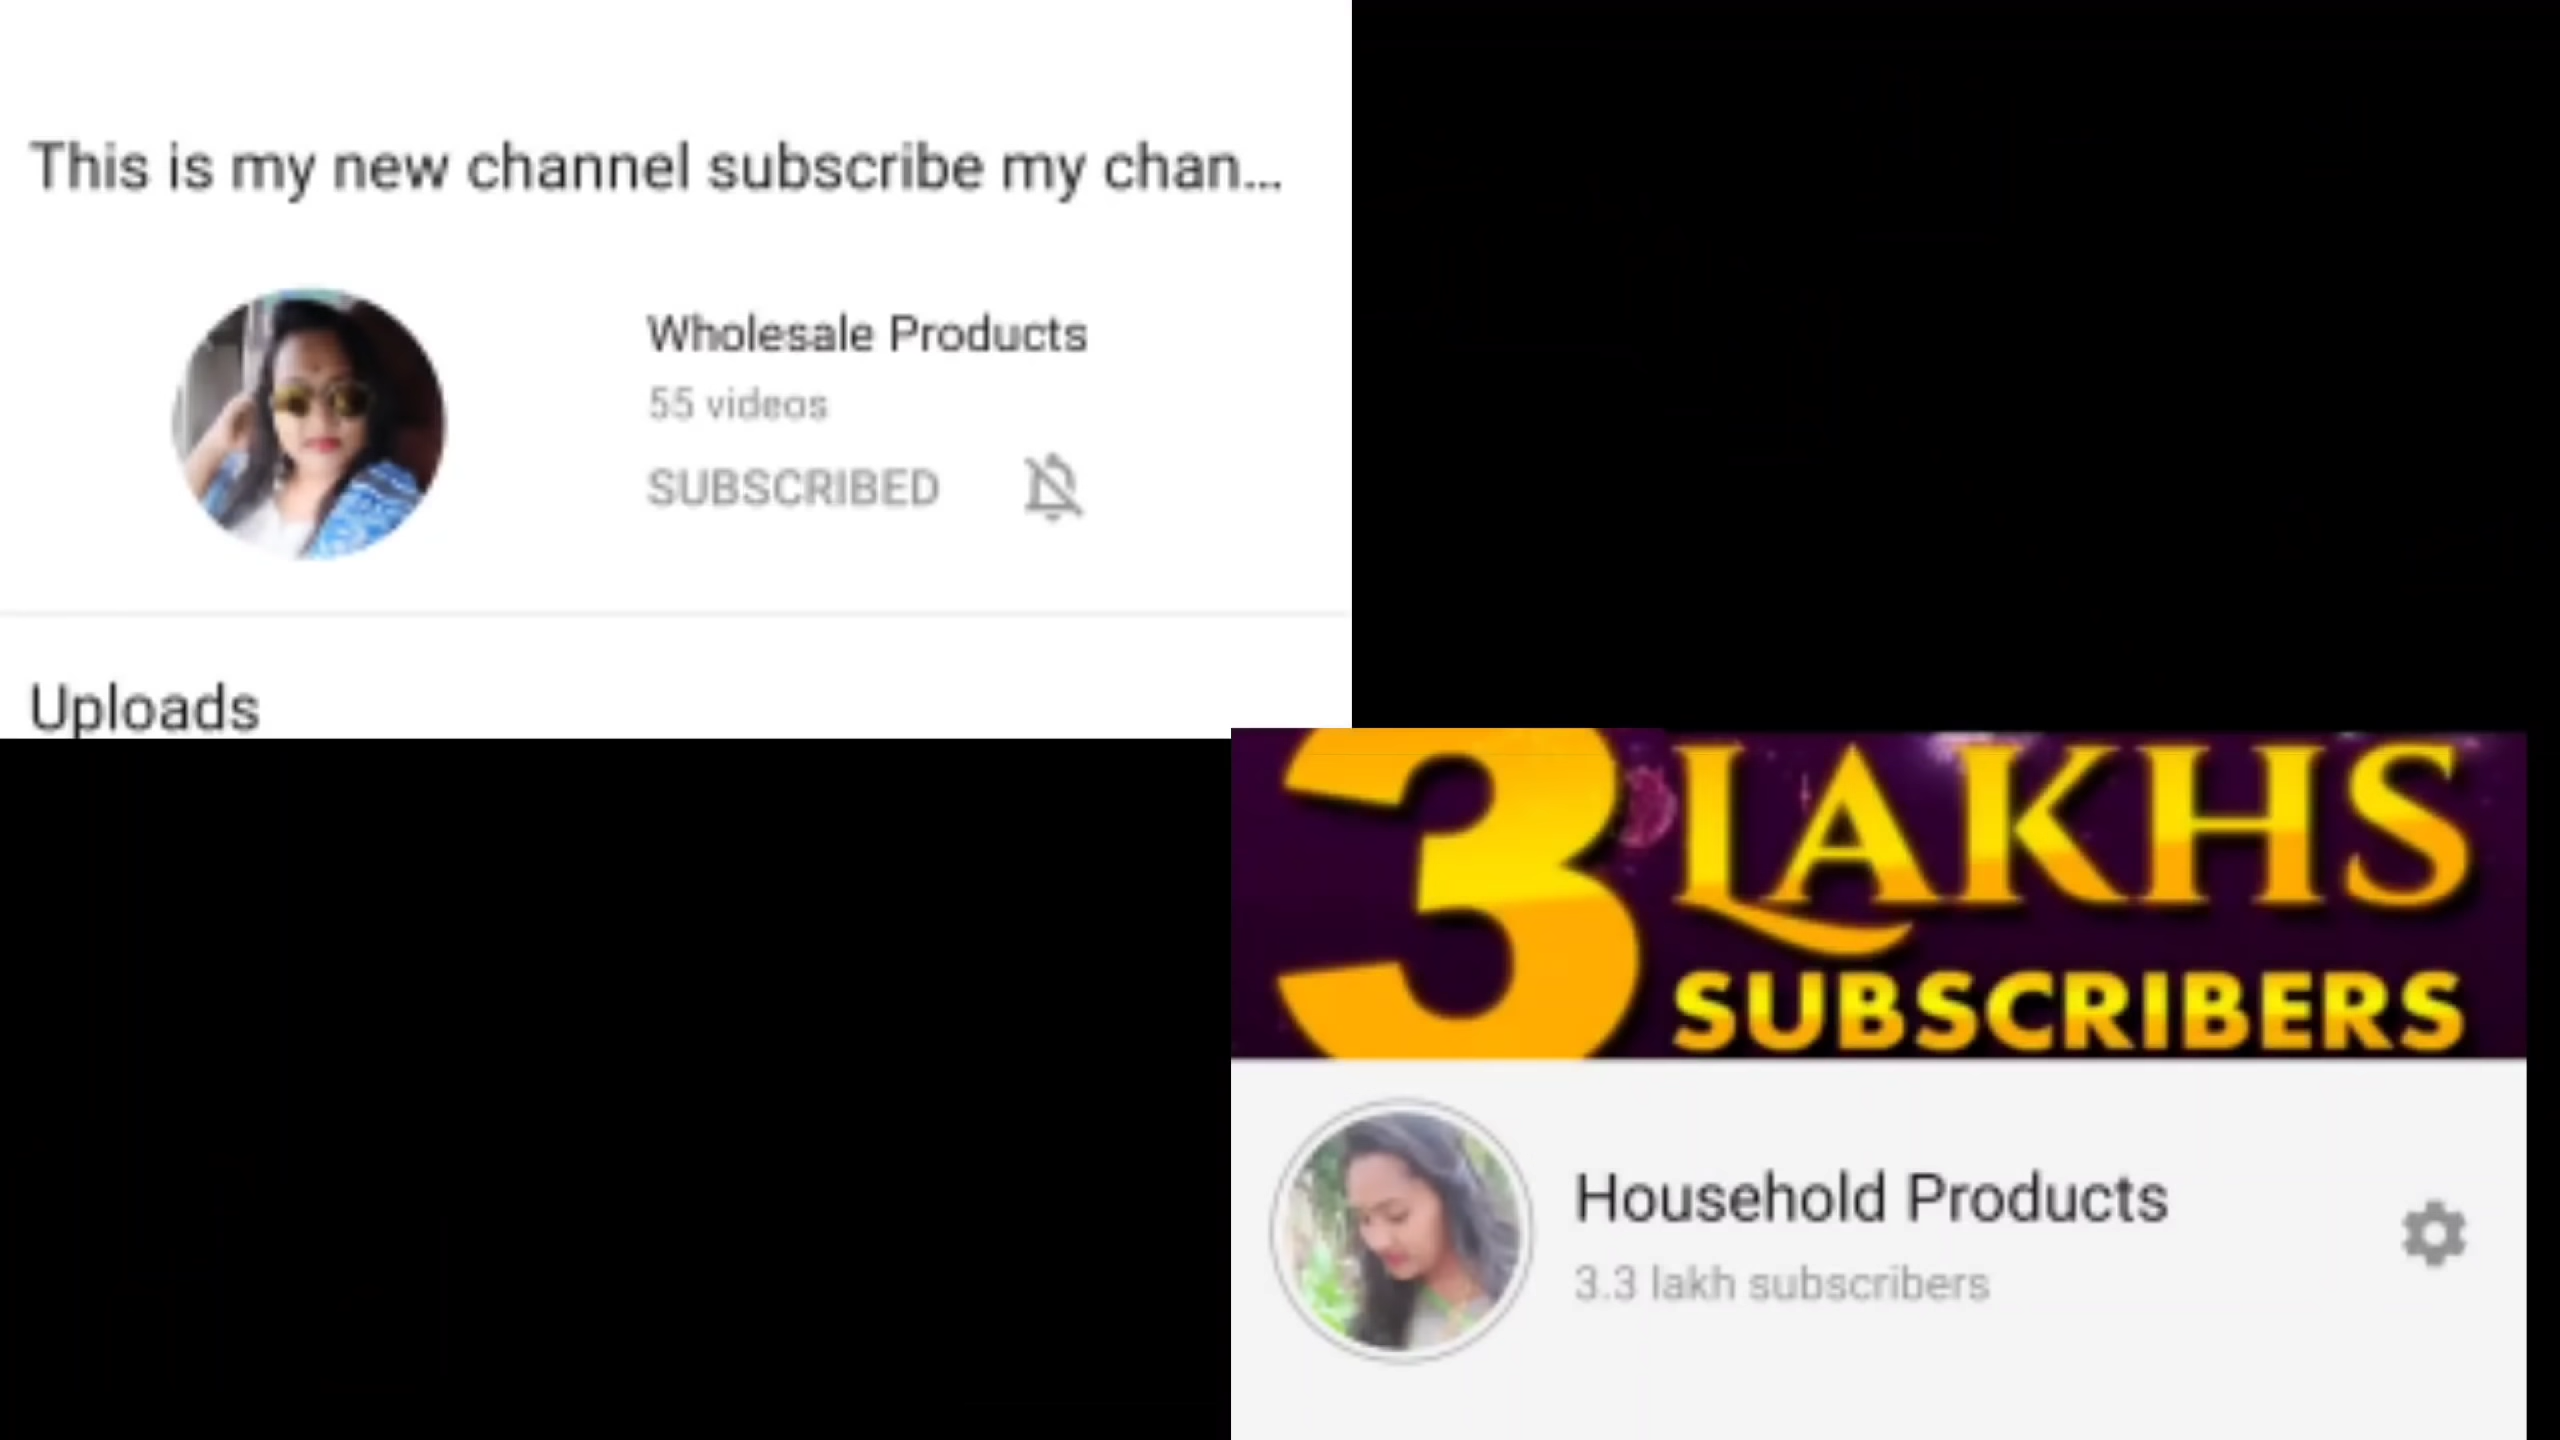 This is my new channel subscribe my chan...
Wholesale Products
55 videos
SUBSCRIBED
Uploads
3 LAKHS
SUBSCRIBERS
Household Products
3.3 lakh subscribers